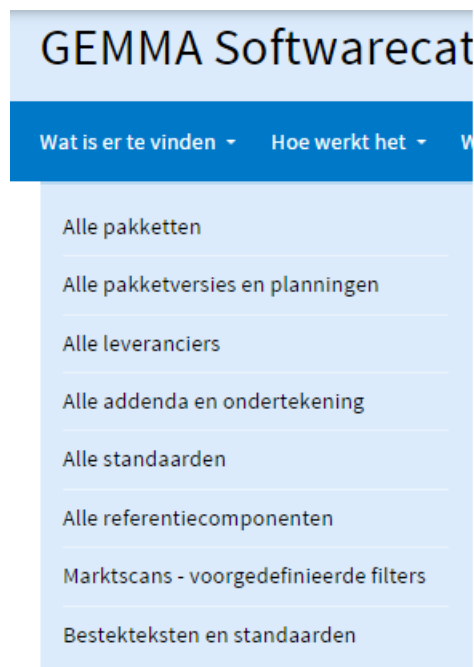 GEMMA Softwarecat
Wat is er te vinden Hoe werkt het
Alle pakketten
Alle pakketversies en planningen
Alle leveranciers
Alle addenda en ondertekening
Alle standaarden
Alle referentiecomponenten
Marktscans - voorgedefinieerde filters
Bestekteksten en standaarden